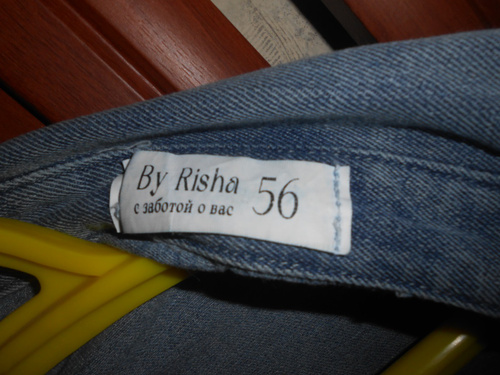 By Risha 56
с заботой о вас